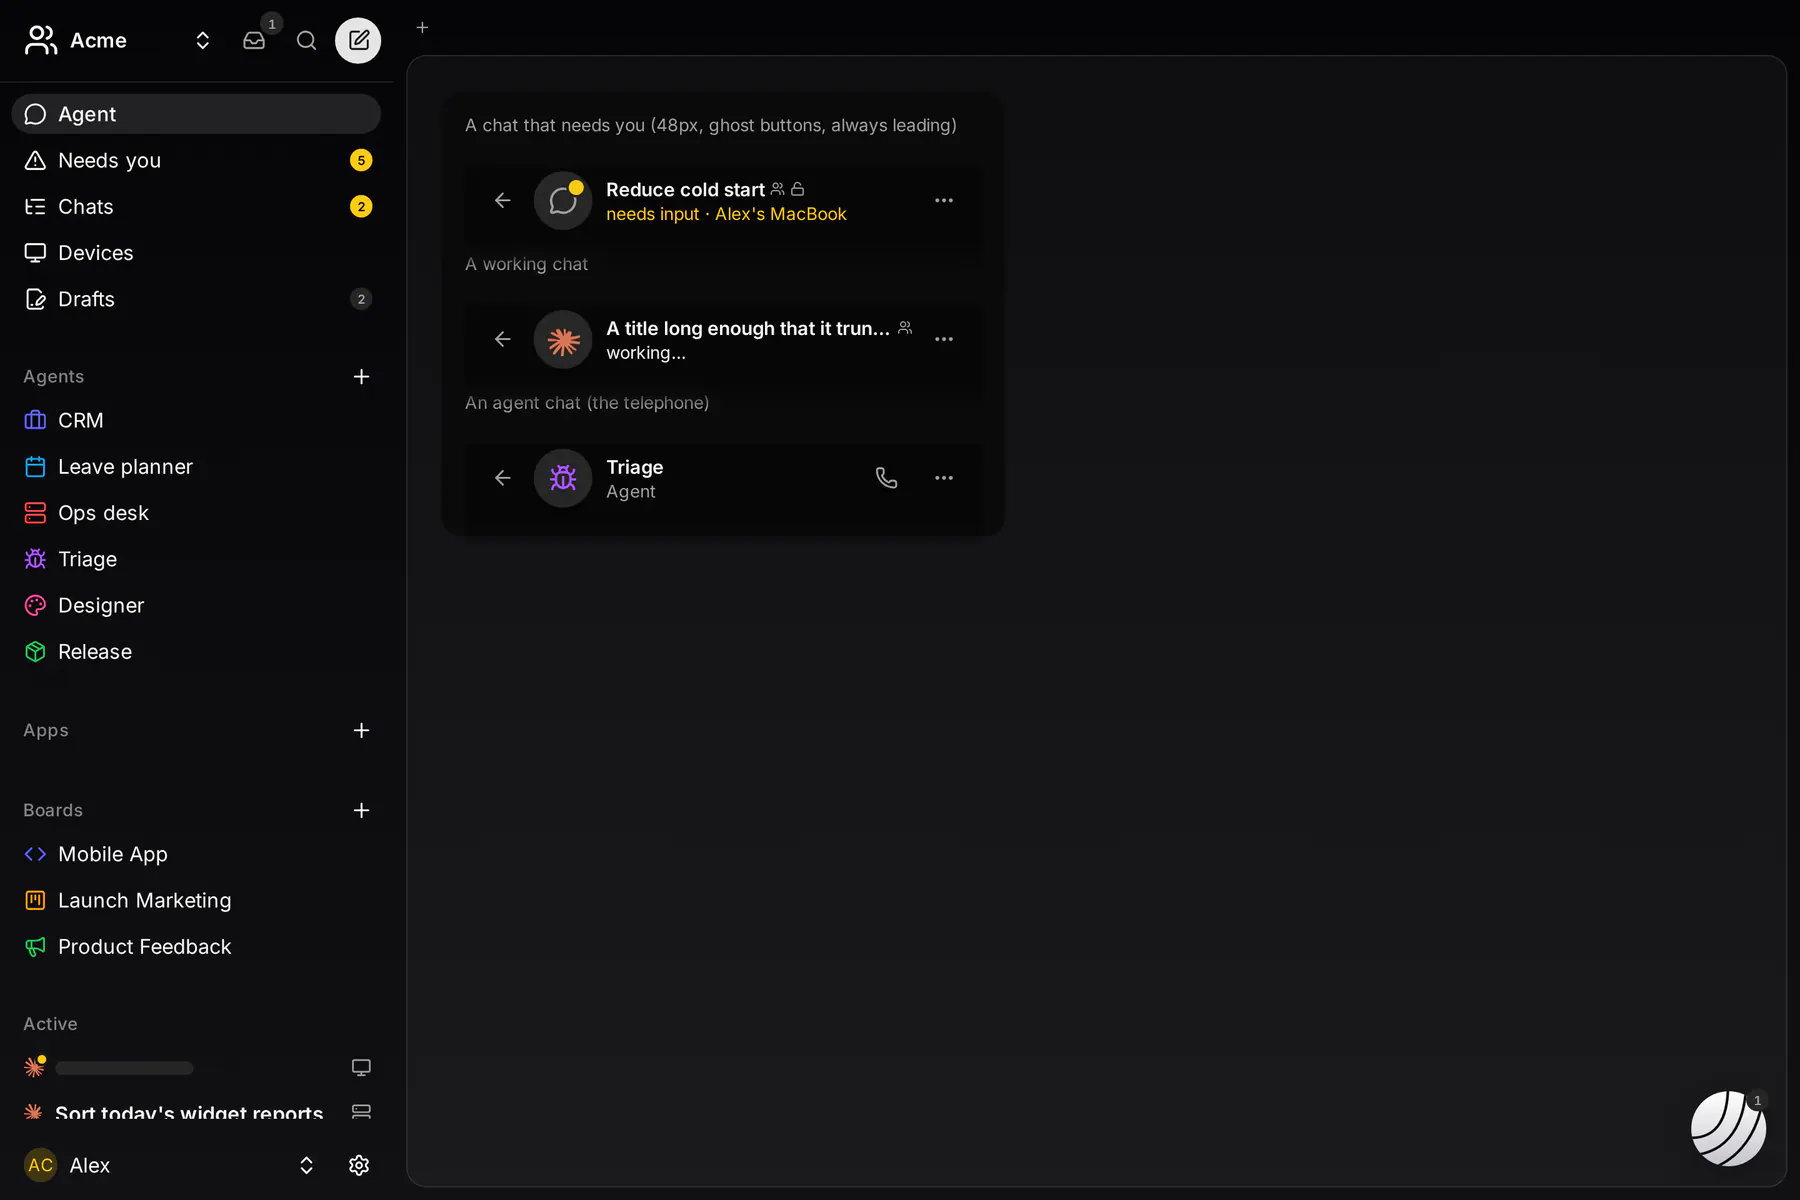 Acme
1
Agent
Needs you
5
Chats
2
Devices
Drafts
2
Agents
CRM
Leave planner
Ops desk
Triage
Designer
Release
Apps
Boards
Mobile App
Launch Marketing
Product Feedback
Active
Sort today's widget reports
AC
Alex
A chat that needs you (48px, ghost buttons, always leading)
Reduce cold start
needs input · Alex's MacBook
A working chat
A title long enough that it trun...
working...
An agent chat (the telephone)
Triage
Agent
1